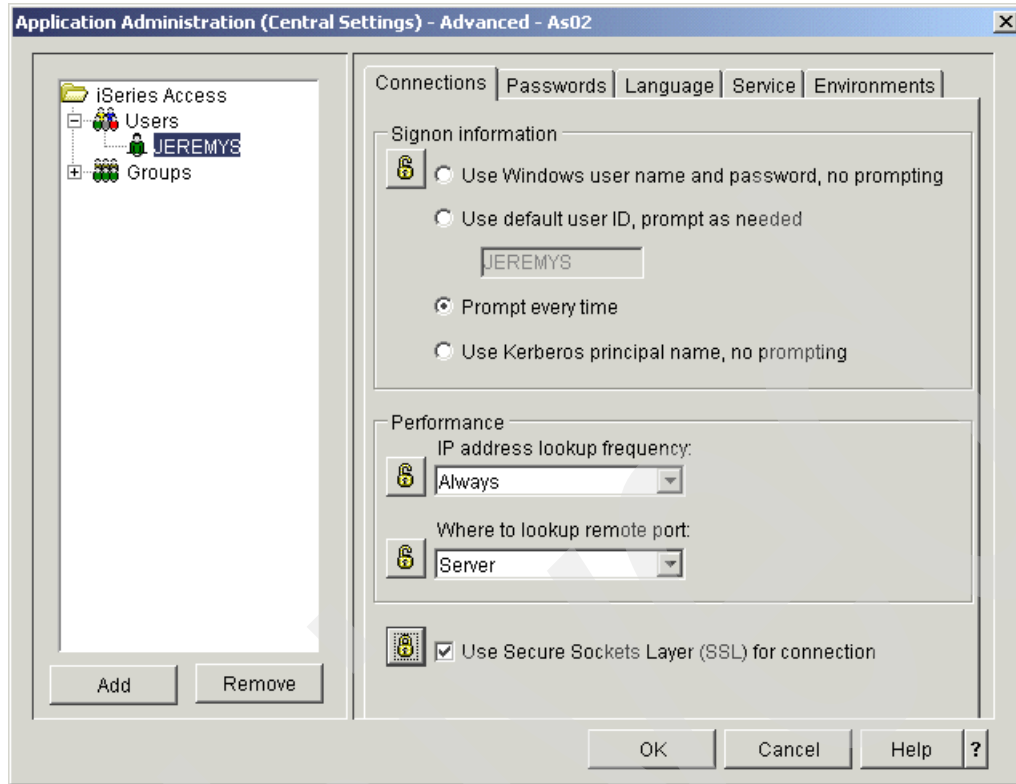 Application Administration (Central Settings) - Advanced - As02
iSeries Access
Users
JEREMYS
Groups
Add
Remove
Connections
Passwords
Language
Service
Environments
Signon information
Use Windows user name and password, no prompting
Use default user ID, prompt as needed
JEREMYS
Prompt every time
Use Kerberos principal name, no prompting
Performance
IP address lookup frequency:
Always
Where to lookup remote port:
Server
Use Secure Sockets Layer (SSL) for connection
OK
Cancel
Help
?